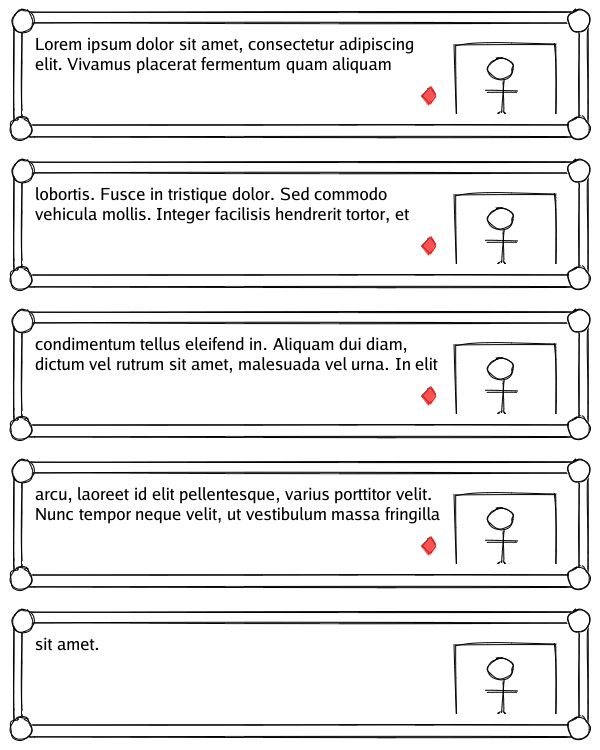 Lorem ipsum dolor sit amet, consectetur adipiscing
elit. Vivamus placerat fermentum quam aliquam
lobortis. Fusce in tristique dolor. Sed commodo
vehicula mollis. Integer facilisis hendrerit tortor, et
condimentum tellus eleifend in. Aliquam dui diam,
dictum vel rutrum sit amet, malesuada vel urna. In elit
arcu, laoreet id elit pellentesque, varius porttitor velit.
Nunc tempor neque velit, ut vestibulum massa fringilla
sit amet.